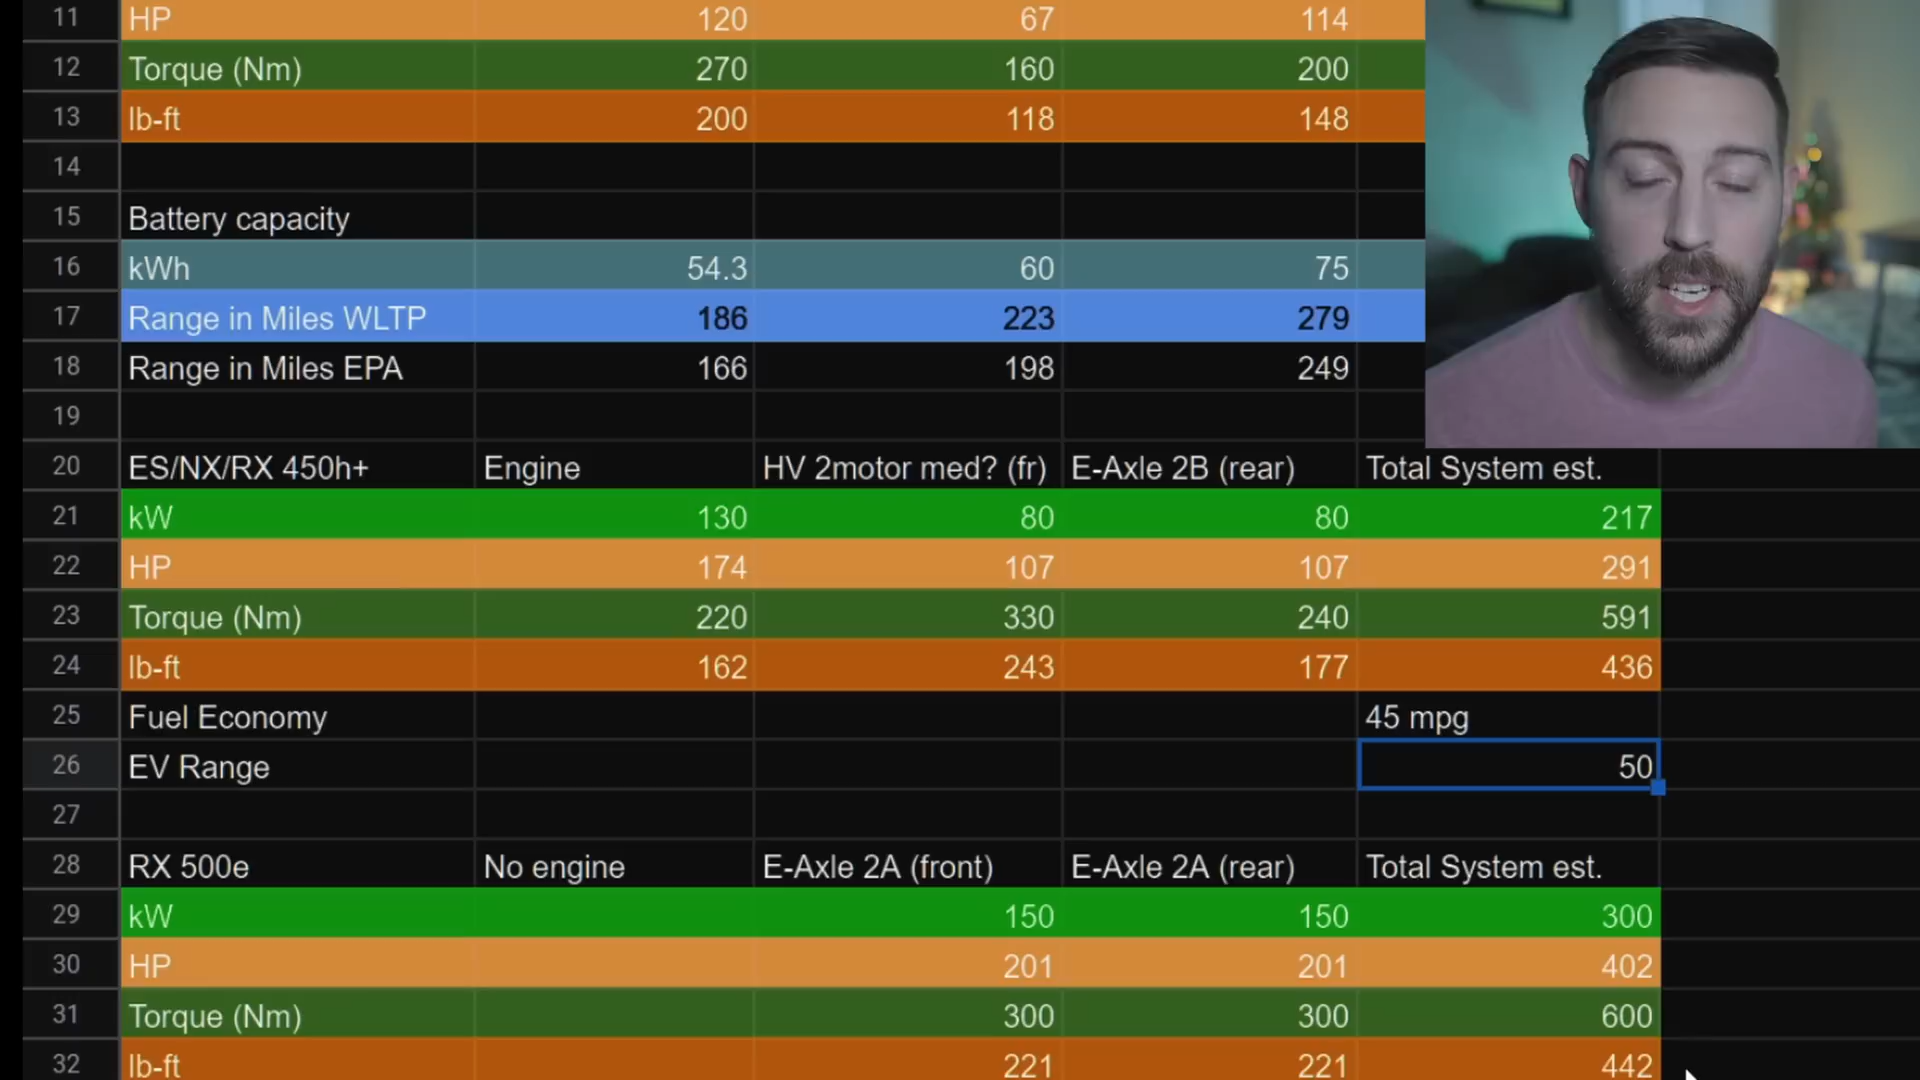 11 HP 120 67 114
12 Torque (Nm) 270 160 200
13 lb-ft 200 118 148
14
15 Battery capacity
16 kWh 54.3 60 75
17 Range in Miles WLTP 186 223 279
18 Range in Miles EPA 166 198 249
19
20 ES/NX/RX 450h+ Engine HV 2motor med? (fr) E-Axle 2B (rear) Total System est.
21 kW 130 80 80 217
22 HP 174 107 107 291
23 Torque (Nm) 220 330 240 591
24 lb-ft 162 243 177 436
25 Fuel Economy 45 mpg
26 EV Range 50
27
28 RX 500e No engine E-Axle 2A (front) E-Axle 2A (rear) Total System est.
29 kW 150 150 300
30 HP 201 201 402
31 Torque (Nm) 300 300 600
32 lb-ft 221 221 442